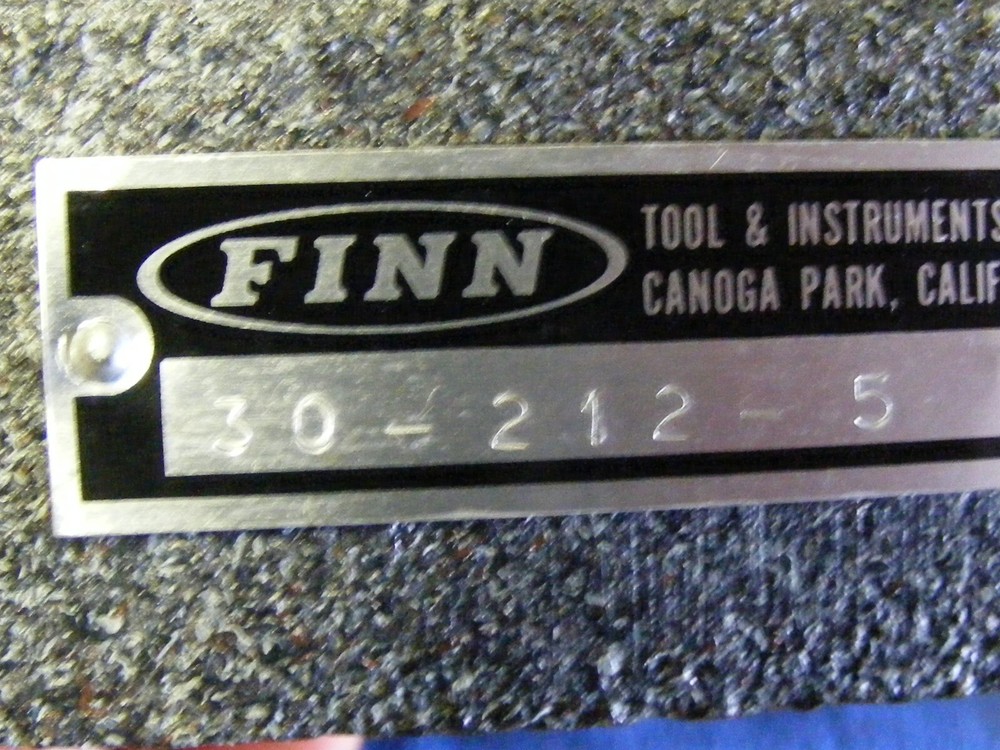 FINN
TOOL & INSTRUMENTS
CANOGA PARK, CALIF
30-212-5